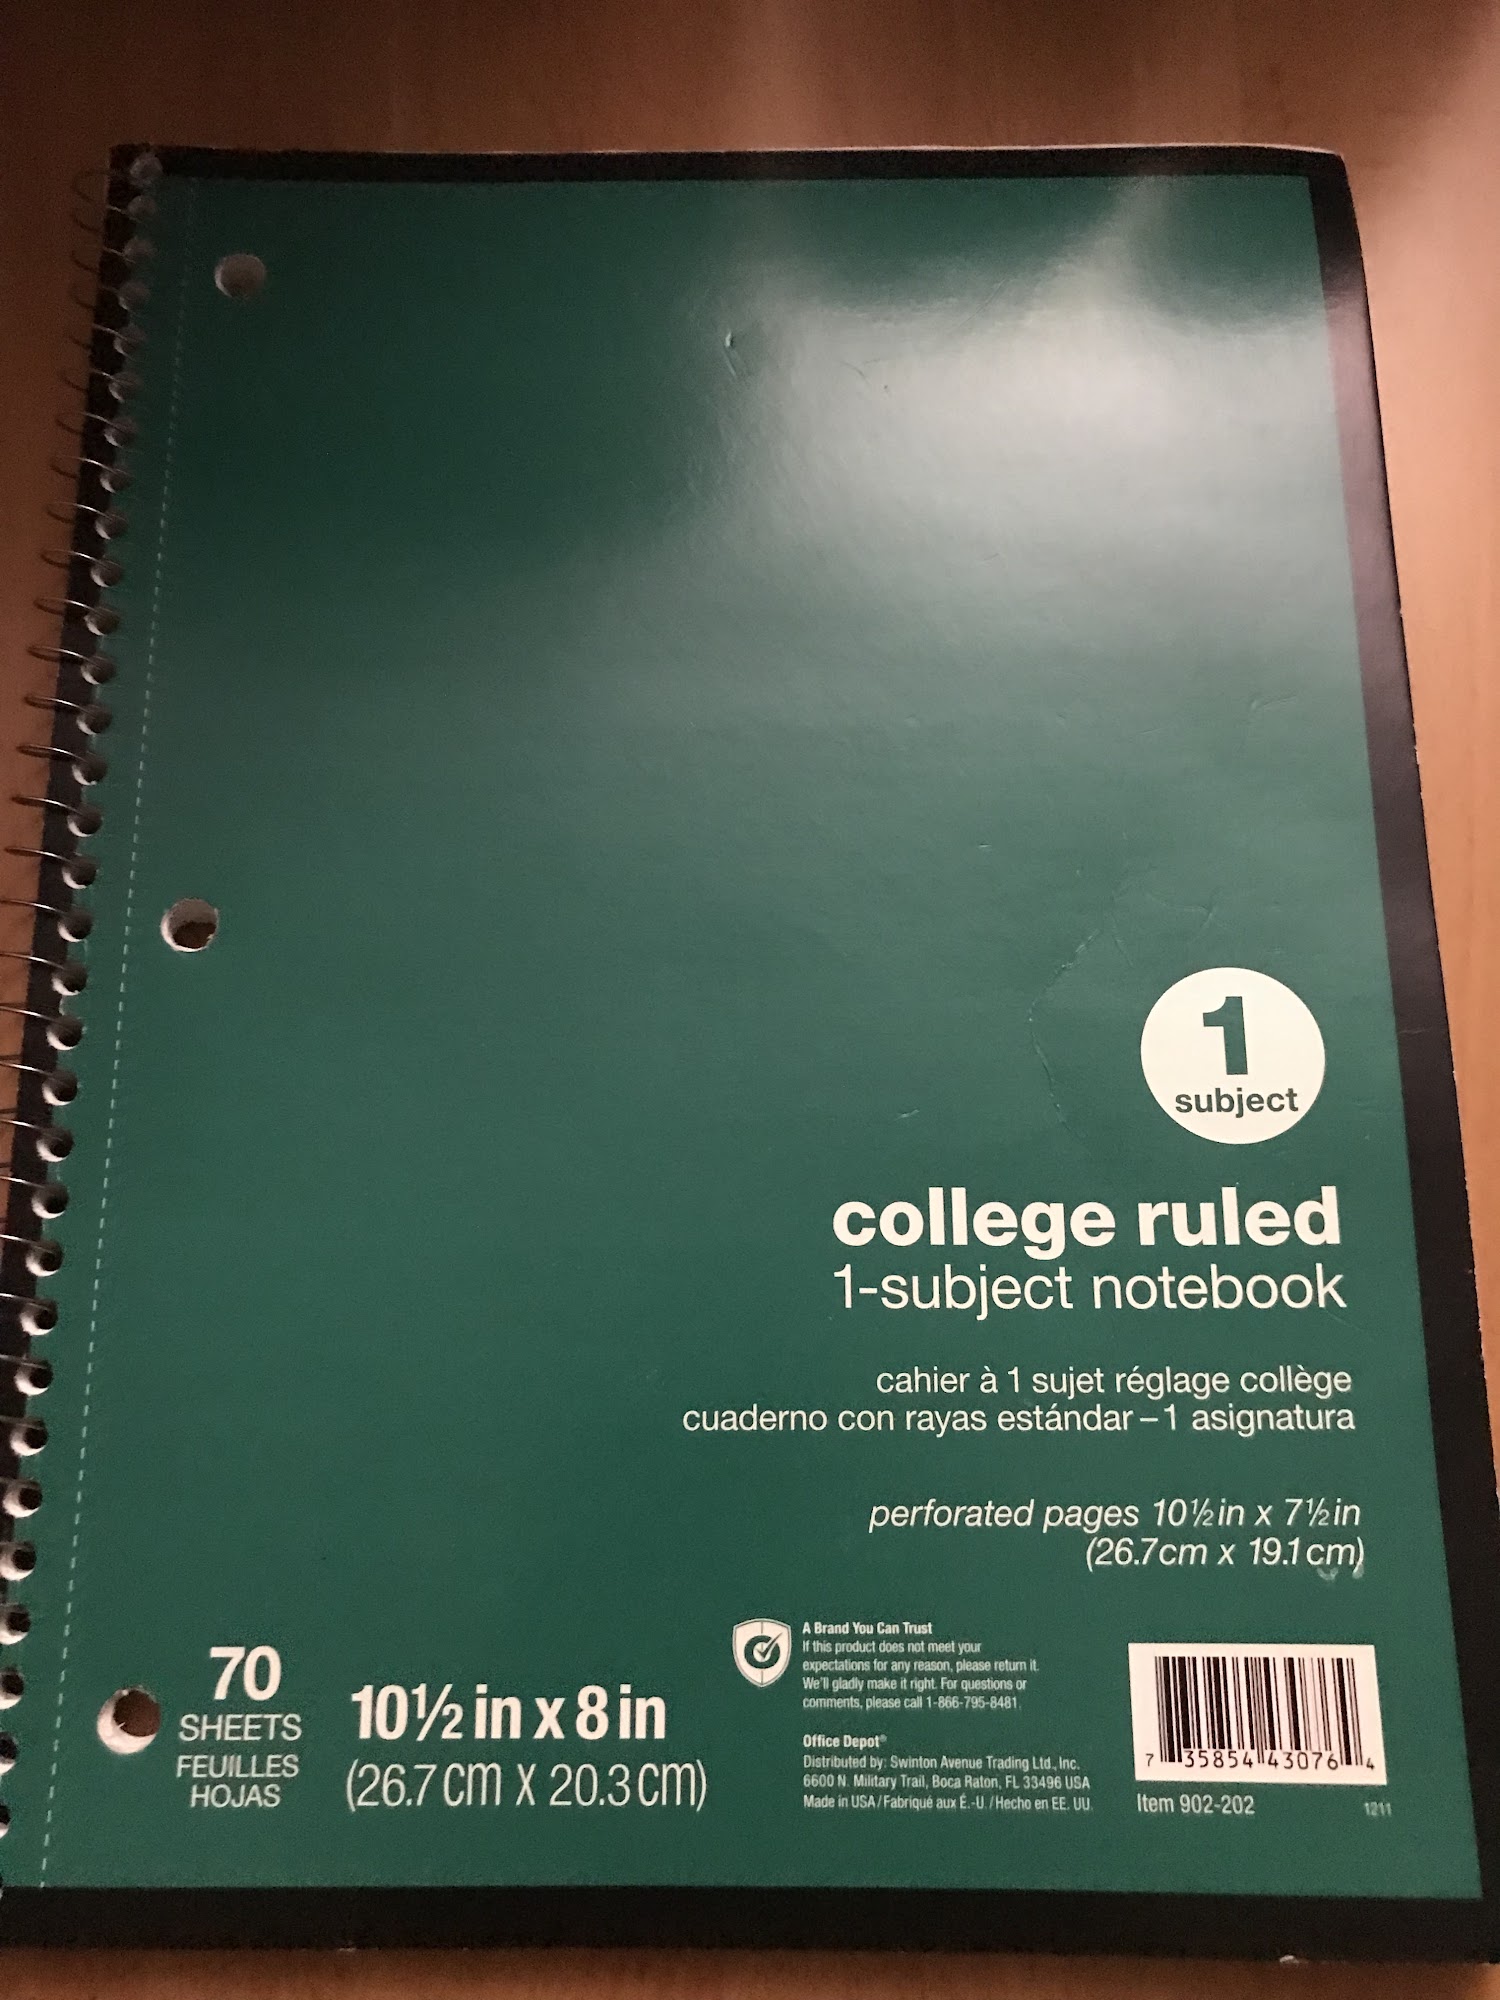 1
subject
college ruled
1-subject notebook
cahier à 1 sujet réglage collège
cuaderno con rayas estándar – 1 asignatura
perforated pages 10½in x 7½in
(26.7cm x 19.1cm)
70
SHEETS
FEUILLES
HOJAS
10½ in x 8 in
(26.7 CM X 20.3 CM)
A Brand You Can Trust
If this product does not meet your
expectations for any reason, please return it.
We'll gladly make it right. For questions or
comments, please call 1-866-795-8481.
Office Depot®
Distributed by: Swinton Avenue Trading Ltd., Inc.
6600 N. Military Trail, Boca Raton, FL 33496 USA
Made in USA / Fabriqué aux É.-U. / Hecho en EE. UU.
7 35854 43076 4
Item 902-202
1211